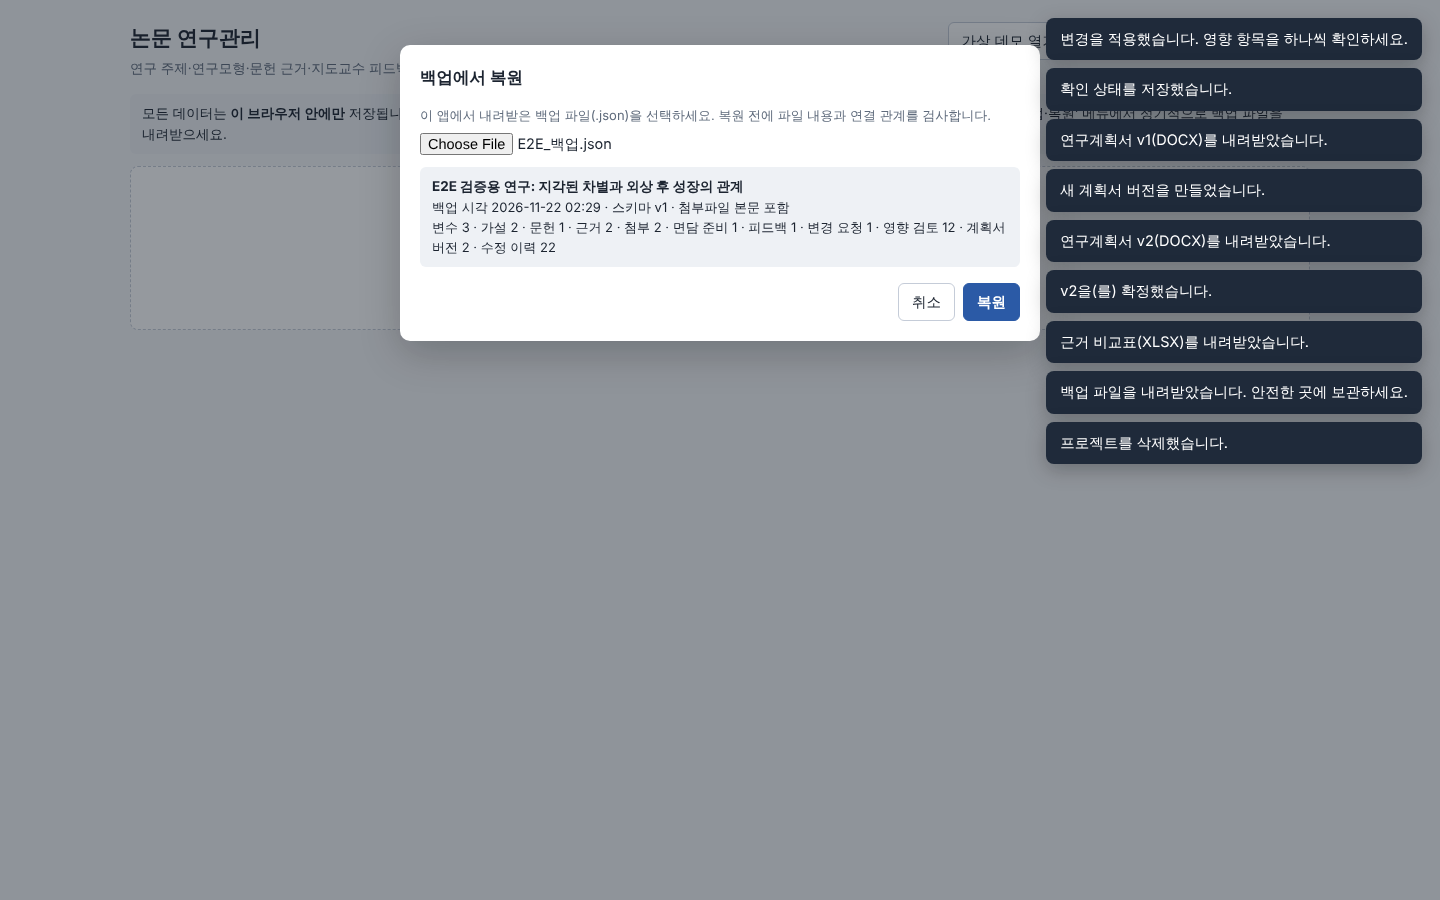 논문 연구관리
가상 데모 열
연구 주제·연구모형·문헌 근거·지도교수 피드
모든 데이터는 이 브라우저 안에만 저장됩니
내려받으세요.
백업에서 복원
이 앱에서 내려받은 백업 파일(.json)을 선택하세요. 복원 전에 파일 내용과 연결 관계를 검사합니다.
Choose File E2E_백업.json
E2E 검증용 연구: 지각된 차별과 외상 후 성장의 관계
백업 시각 2026-11-22 02:29 · 스키마 v1 · 첨부파일 본문 포함
변수 3 · 가설 2 · 문헌 1 · 근거 2 · 첨부 2 · 면담 준비 1 · 피드백 1 · 변경 요청 1 · 영향 검토 12 · 계획서
버전 2 · 수정 이력 22
취소
복원
변경을 적용했습니다. 영향 항목을 하나씩 확인하세요.
확인 상태를 저장했습니다.
연구계획서 v1(DOCX)를 내려받았습니다.
새 계획서 버전을 만들었습니다.
연구계획서 v2(DOCX)를 내려받았습니다.
v2을(를) 확정했습니다.
근거 비교표(XLSX)를 내려받았습니다.
백업 파일을 내려받았습니다. 안전한 곳에 보관하세요.
프로젝트를 삭제했습니다.